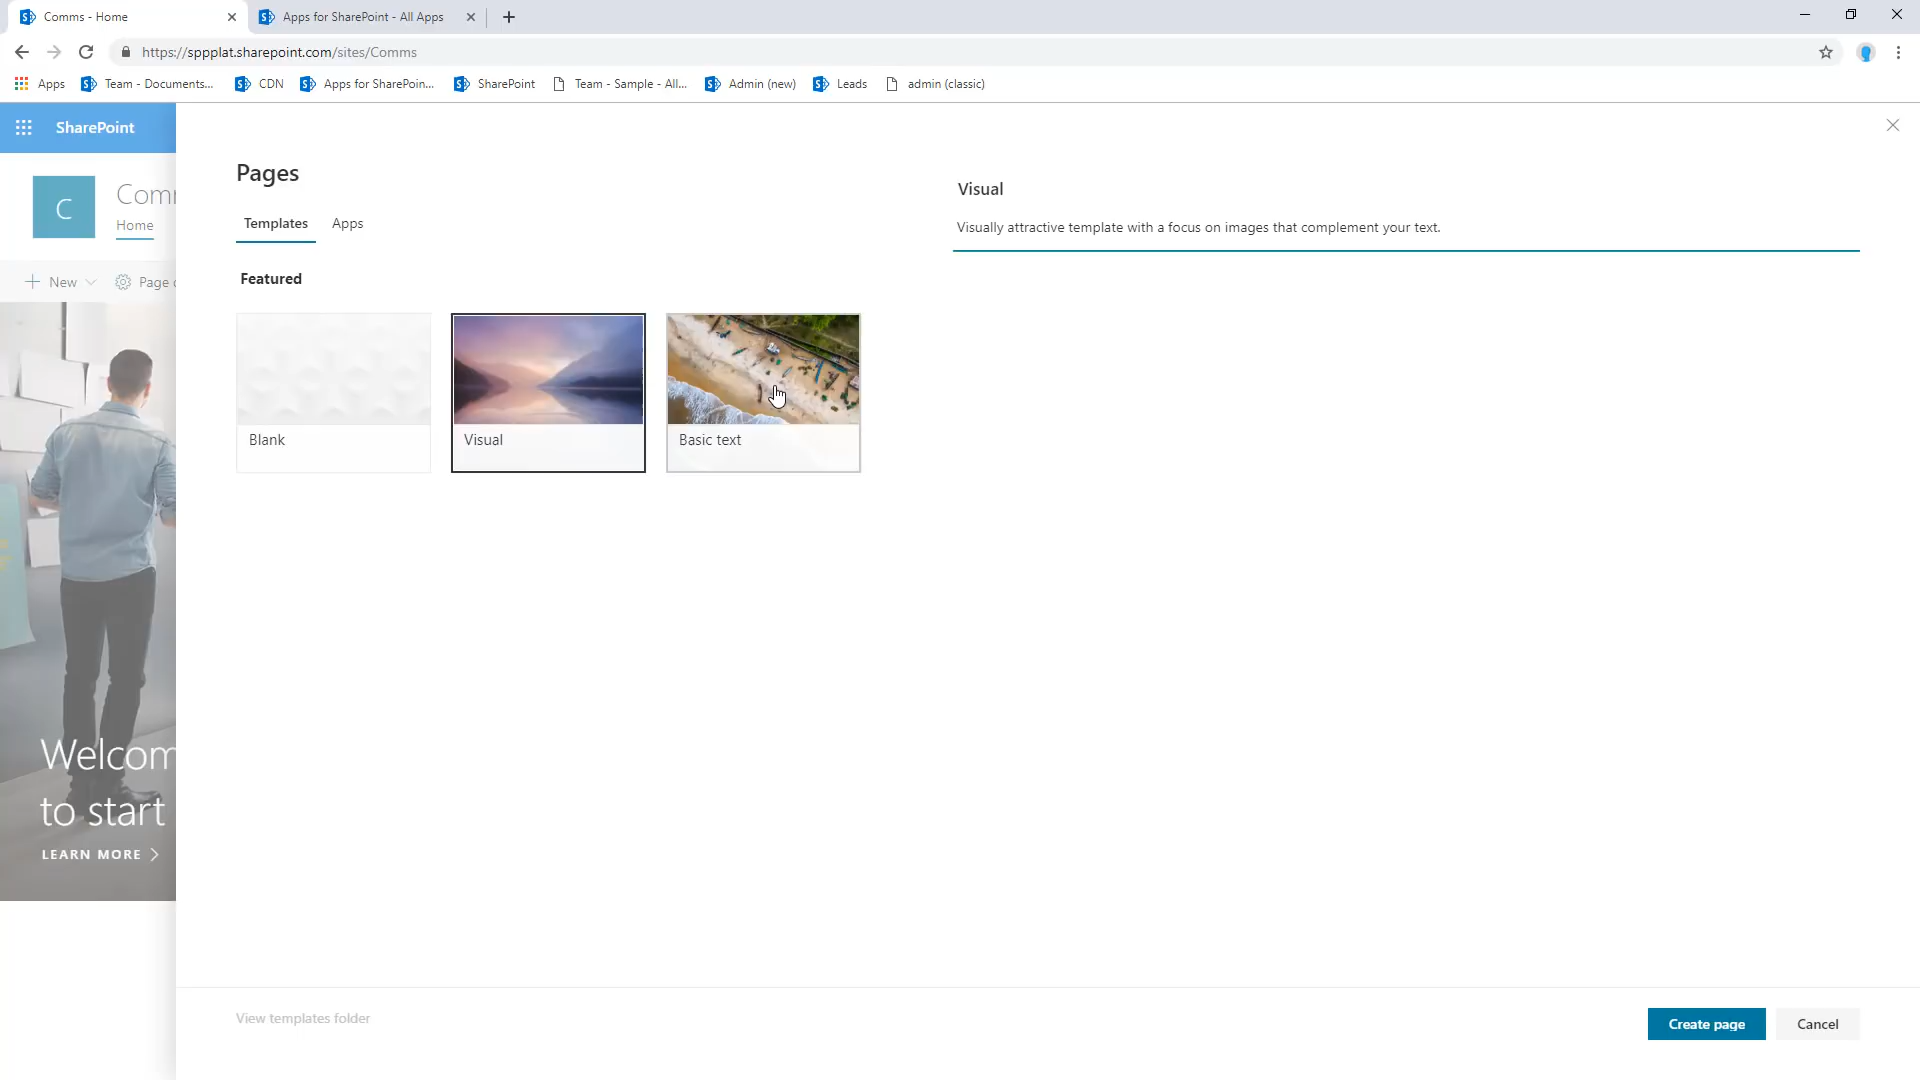 Comms - Home
Apps for SharePoint - All Apps
https://sppplat.sharepoint.com/sites/Comms
Apps
Team - Documents...
CDN
Apps for SharePoin...
SharePoint
Team - Sample - All...
Admin (new)
Leads
admin (classic)
SharePoint
C
Comm
Home
New
Page
Welcom
to start
LEARN MORE
Pages
Templates
Apps
Featured
Blank
Visual
Basic text
Visual
Visually attractive template with a focus on images that complement your text.
View templates folder
Create page
Cancel